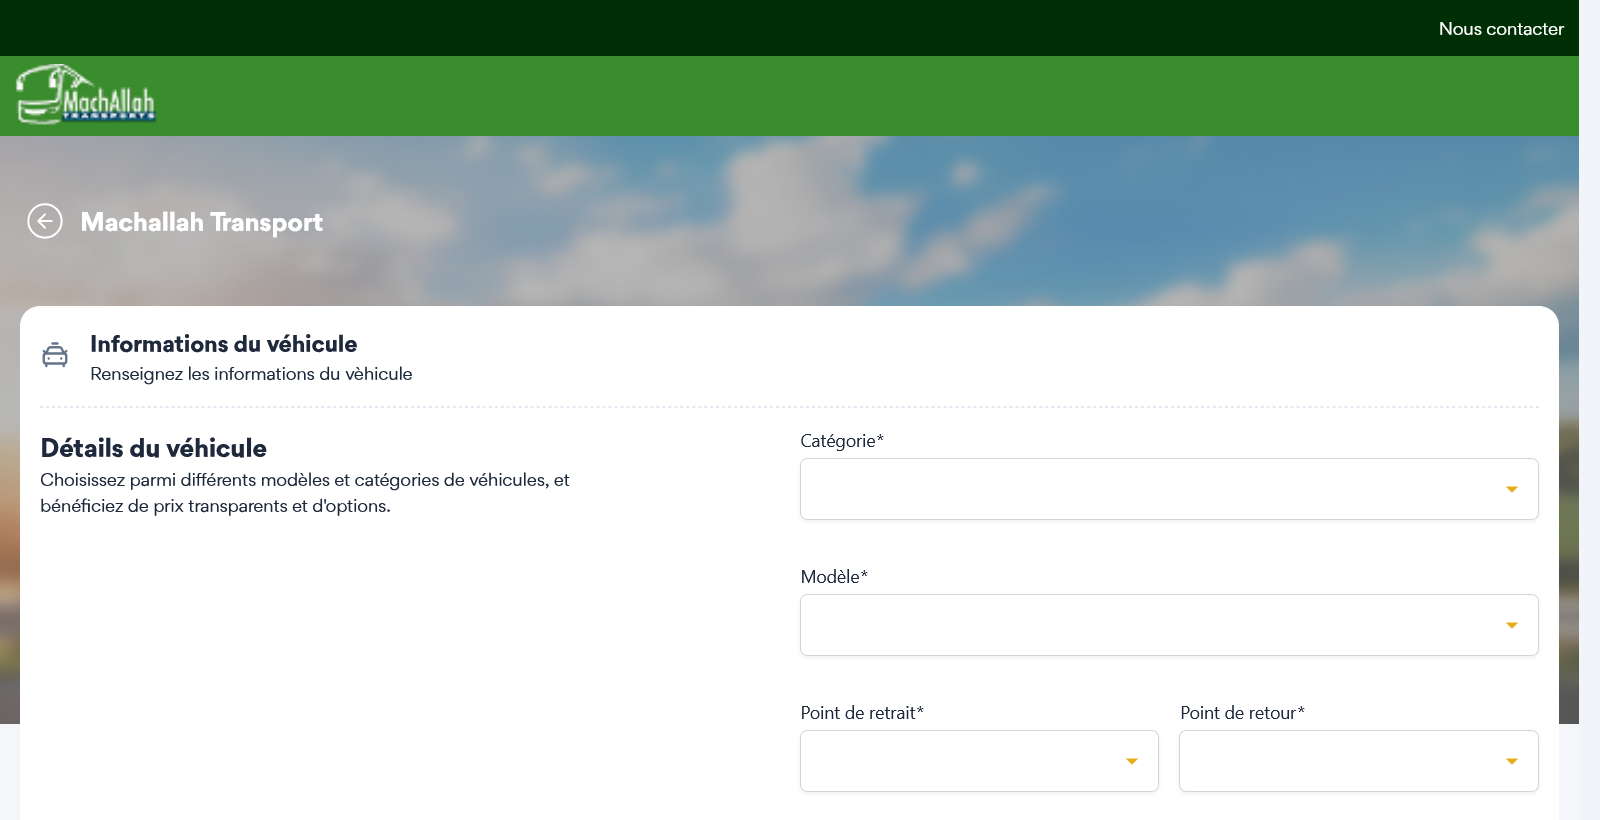 Nous contacter
MachAllah
TRANSPORTS
Machallah Transport
Informations du véhicule
Renseignez les informations du vèhicule
Détails du véhicule
Choisissez parmi différents modèles et catégories de véhicules, et
bénéficiez de prix transparents et d'options.
Catégorie*
Modèle*
Point de retrait*
Point de retour*